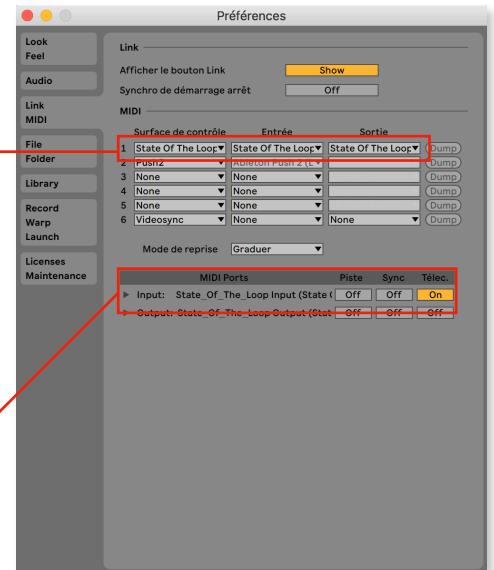 Préférences
Look
Feel
Audio
Link
MIDI
File
Folder
Library
Record
Warp
Launch
Licenses
Maintenance
Link
Afficher le bouton Link Show
Synchro de démarrage arrêt Off
MIDI
Surface de contrôle Entrée Sortie
1 State Of The Loop State Of The Loop State Of The Loop Dump
2 Push2 Ableton Push 2 (L Dump
3 None None Dump
4 None None Dump
5 None None Dump
6 Videosync None None Dump
Mode de reprise Graduer
MIDI Ports Piste Sync Télec.
Input: State_Of_The_Loop Input (State ( Off Off On
Output: State_Of_The_Loop Output (Stat Off Off Off